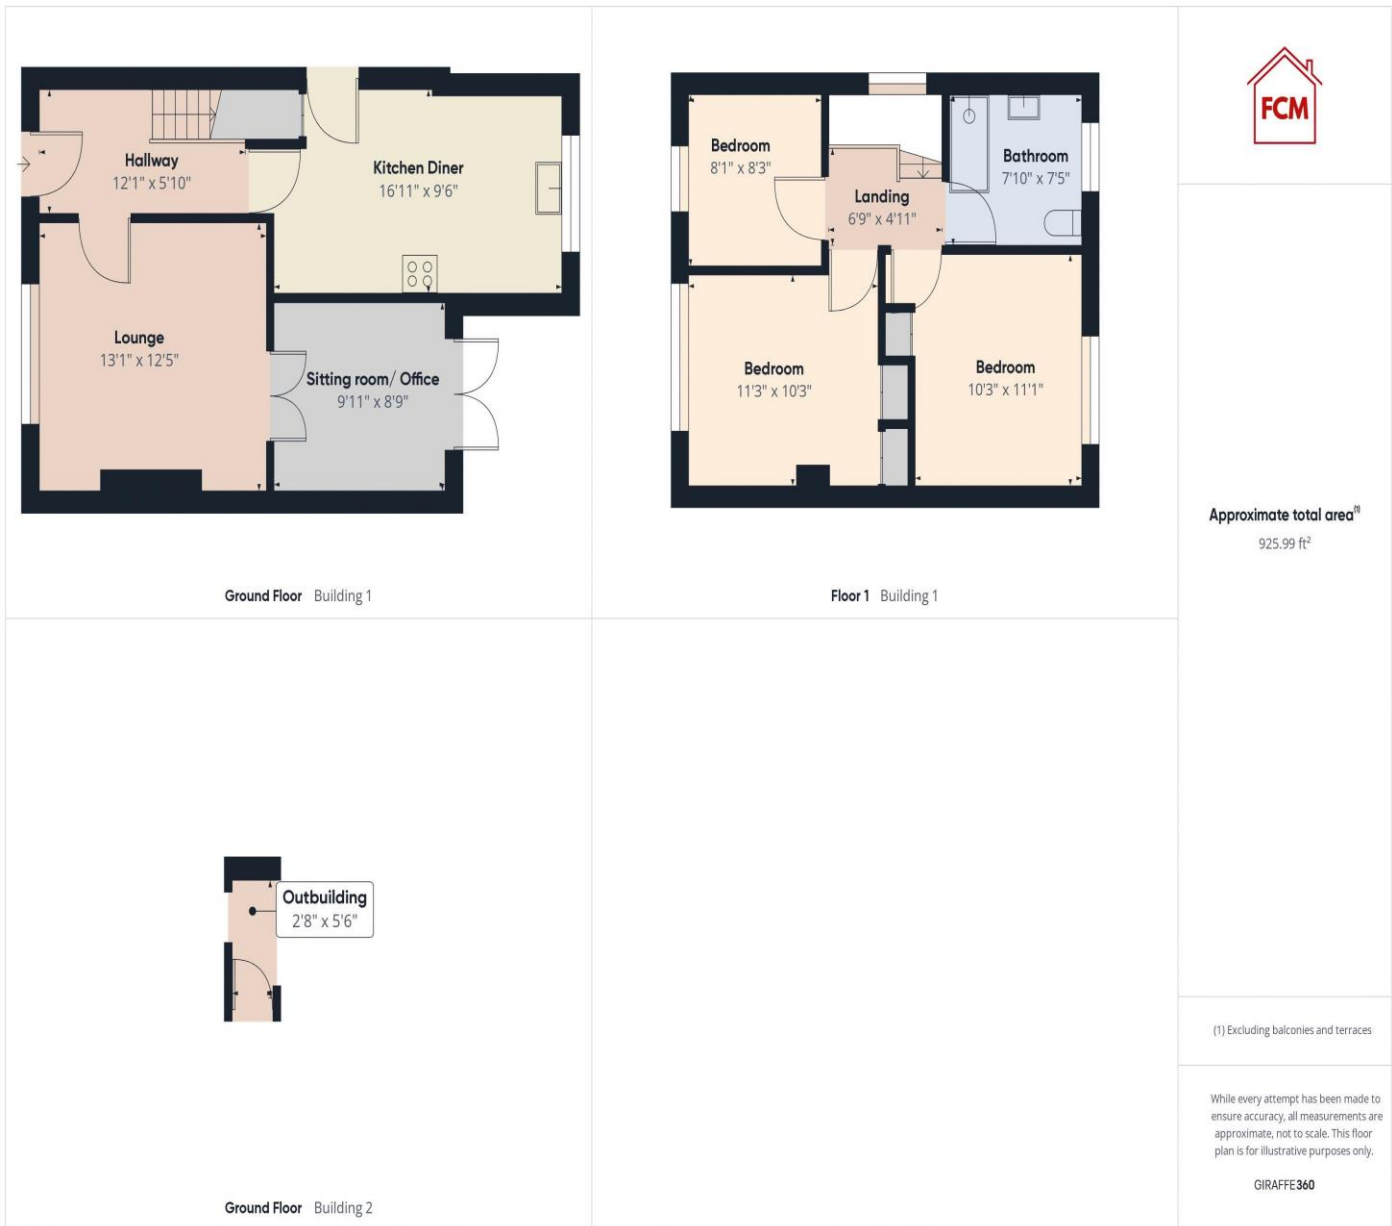 Hallway
12'1" x 5'10"
Kitchen Diner
16'11" x 9'6"
Lounge
13'1" x 12'5"
Sitting room/ Office
9'11" x 8'9"
Ground Floor Building 1
Bedroom
8'1" x 8'3"
Landing
6'9" x 4'11"
Bathroom
7'10" x 7'5"
Bedroom
11'3" x 10'3"
Bedroom
10'3" x 11'1"
Floor 1 Building 1
Outbuilding
2'8" x 5'6"
Ground Floor Building 2
FCM
Approximate total area(1)
925.99 ft²
(1) Excluding balconies and terraces
While every attempt has been made to
ensure accuracy, all measurements are
approximate, not to scale. This floor
plan is for illustrative purposes only.
GIRAFFE360